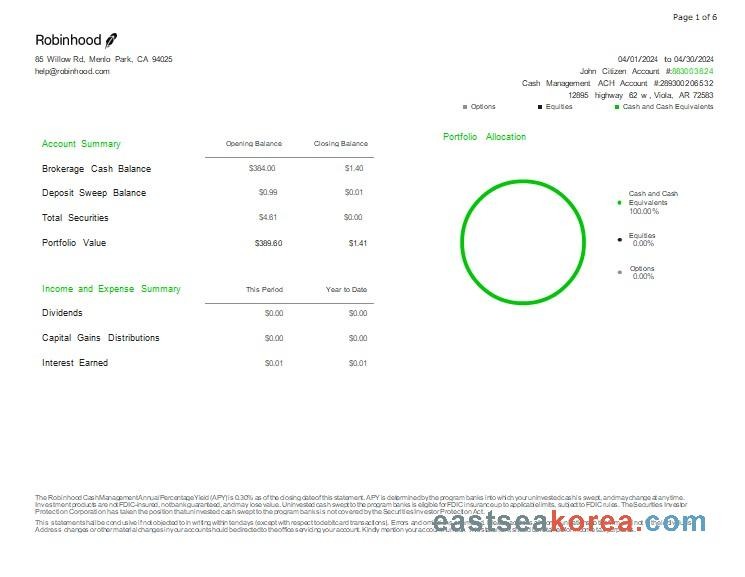 Page 1 of 6
Robinhood
85 Willow Rd, Menlo Park, CA 94025
help@robinhood.com
04/01/2024 to 04/30/2024
John Citizen Account #:883003624
Cash Management ACH Account #:289300206532
12895 highway 62 w , Viola, AR 72583
Options Equities Cash and Cash Equivalents
Account Summary Opening Balance Closing Balance
Brokerage Cash Balance $384.00 $1.40
Deposit Sweep Balance $0.99 $0.01
Total Securities $4.61 $0.00
Portfolio Value $389.60 $1.41
Portfolio Allocation
Cash and Cash
Equivalents
100.00%
Equities
0.00%
Options
0.00%
Income and Expense Summary This Period Year to Date
Dividends $0.00 $0.00
Capital Gains Distributions $0.00 $0.00
Interest Earned $0.01 $0.01
The Robinhood Cash Management Annual Percentage Yield (APY) is 0.30% as of the closing date of this statement. APY is determined by the program banks into which your uninvested cash is swept, and may change at any time.
Investment products are not FDIC-insured, not bank guaranteed, and may lose value. Uninvested cash swept to the program banks is eligible for FDIC insurance up to applicable limits, subject to FDIC rules. The Securities Investor
Protection Corporation has taken the position that uninvested cash swept to the program banks is not covered by the Securities Investor Protection Act.
This statement shall be conclusive if not objected to in writing within ten days (except with respect to debit card transactions). Errors and
Address changes or other material changes in your accounts should be directed to the office servicing your account. Kindly mention your account
eastseakorea.com